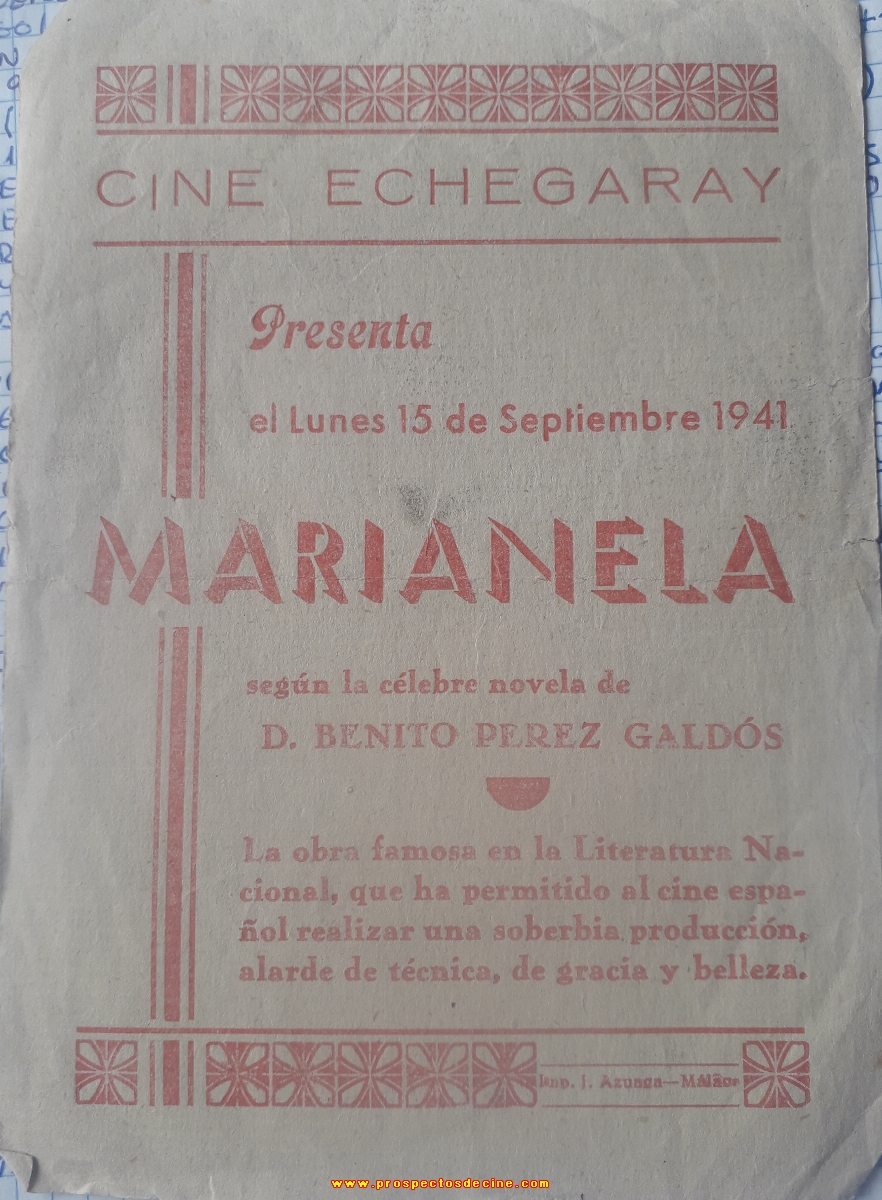 CINE ECHEGARAY
Presenta
el Lunes 15 de Septiembre 1941
MARIANELA
según la célebre novela de
D. BENITO PEREZ GALDÓS
La obra famosa en la Literatura Na-
cional, que ha permitido al cine espa-
ñol realizar una soberbia producción,
alarde de técnica, de gracia y belleza.
Imp. J. Azuaga—Málaga
www.prospectosdecine.com